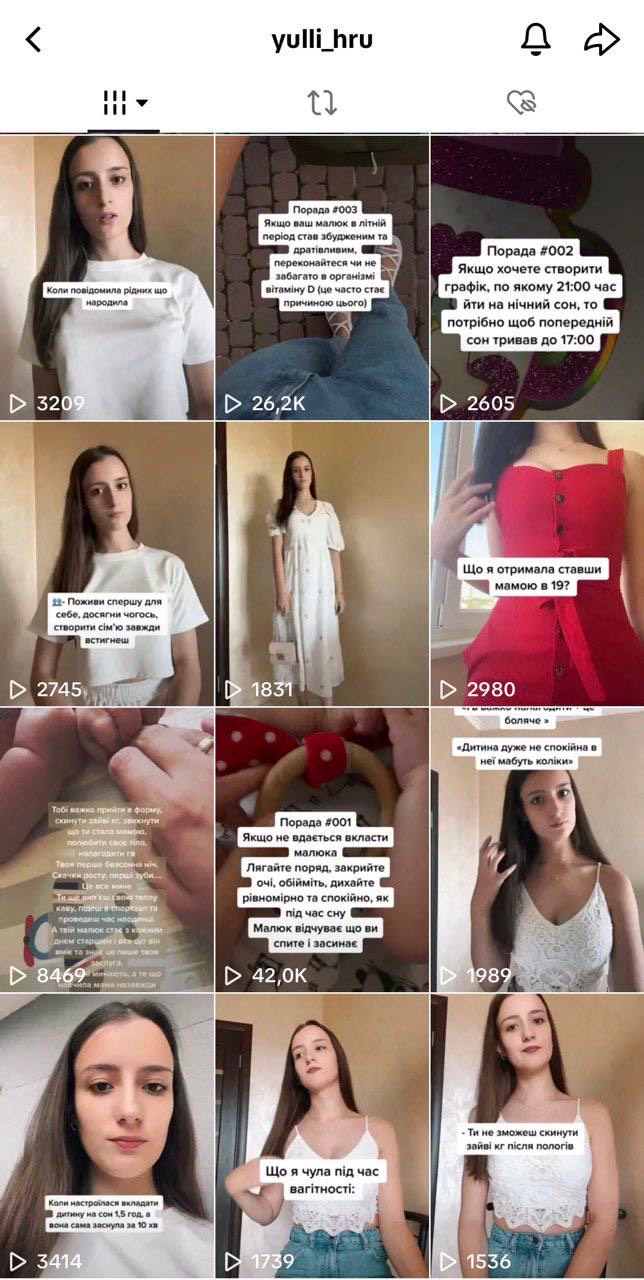 yulli_hru
Коли повідомила рідних що
народила
3209
Порада #003
Якщо ваш малюк в літній
період став збудженим та
дратівливим,
переконайтеся чи не
забагато в організмі
вітаміну D (це часто стає
причиною цього)
26,2K
Порада #002
Якщо хочете створити
графік, по якому 21:00 час
йти на нічний сон, то
потрібно щоб попередній
сон тривав до 17:00
2605
- Поживи спершу для
себе, досягни чогось,
створити сім'ю завжди
встигнеш
2745
1831
Що я отримала ставши
мамою в 19?
2980
Тобі важко прийти в форму,
скинути зайві кг, звикнути
що ти стала мамою,
полюбити своє тіло,
налагодити гв
Твоя перша безсонна ніч,
Скачки росту, перші зуби....
Це все мине
Ти ще вип'єш свою теплу
каву, підеш в спортзал та
проведеш час наодинці.
А твій малюк стає з кожним
днем старшим і все що він
вміє та знає це лише твоя
заслуга.
минають, а те що
навчила мама назавжди
8469
Порада #001
Якщо не вдається вкласти
малюка
Лягайте поряд, закрийте
очі, обійміть, дихайте
рівномірно та спокійно, як
під час сну
Малюк відчуває що ви
спите і засинає
42,0K
важко налагодити + це
боляче »
«Дитина дуже не спокійна в
неї мабуть коліки»
1989
Коли настроїлася вкладати
дитину на сон 1,5 год, а
вона сама заснула за 10 хв
3414
Що я чула під час
вагітності:
1739
- Ти не зможеш скинути
зайві кг після пологів
1536